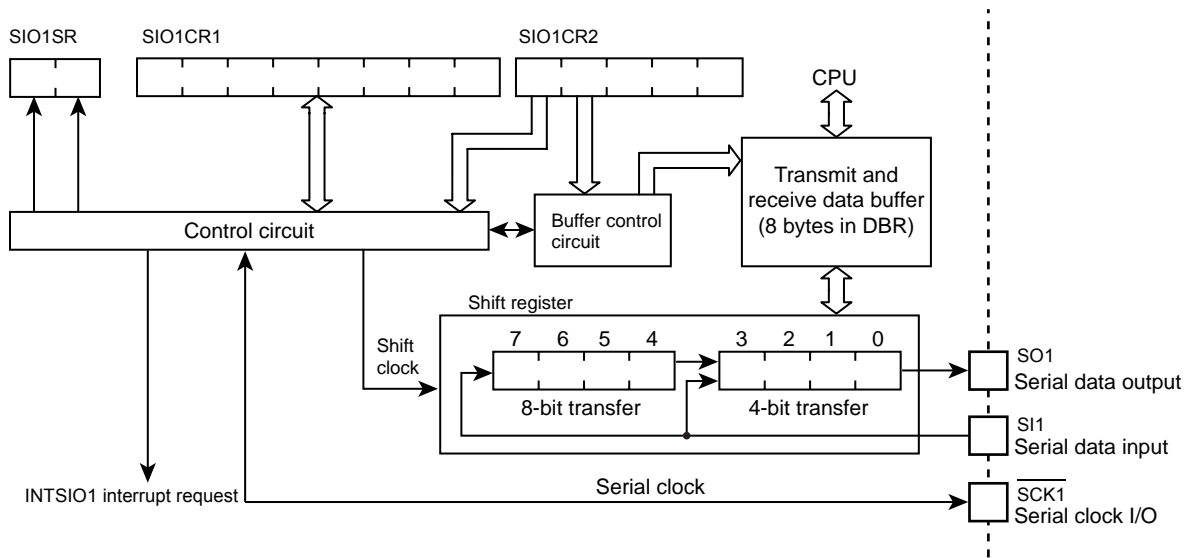 SIO1SR
SIO1CR1
SIO1CR2
CPU
Transmit and
receive data buffer
(8 bytes in DBR)
Buffer control
circuit
Control circuit
Shift register
7 6 5 4 3 2 1 0
Shift
clock
8-bit transfer
4-bit transfer
SO1
Serial data output
SI1
Serial data input
INTSIO1 interrupt request
Serial clock
SCK1
Serial clock I/O